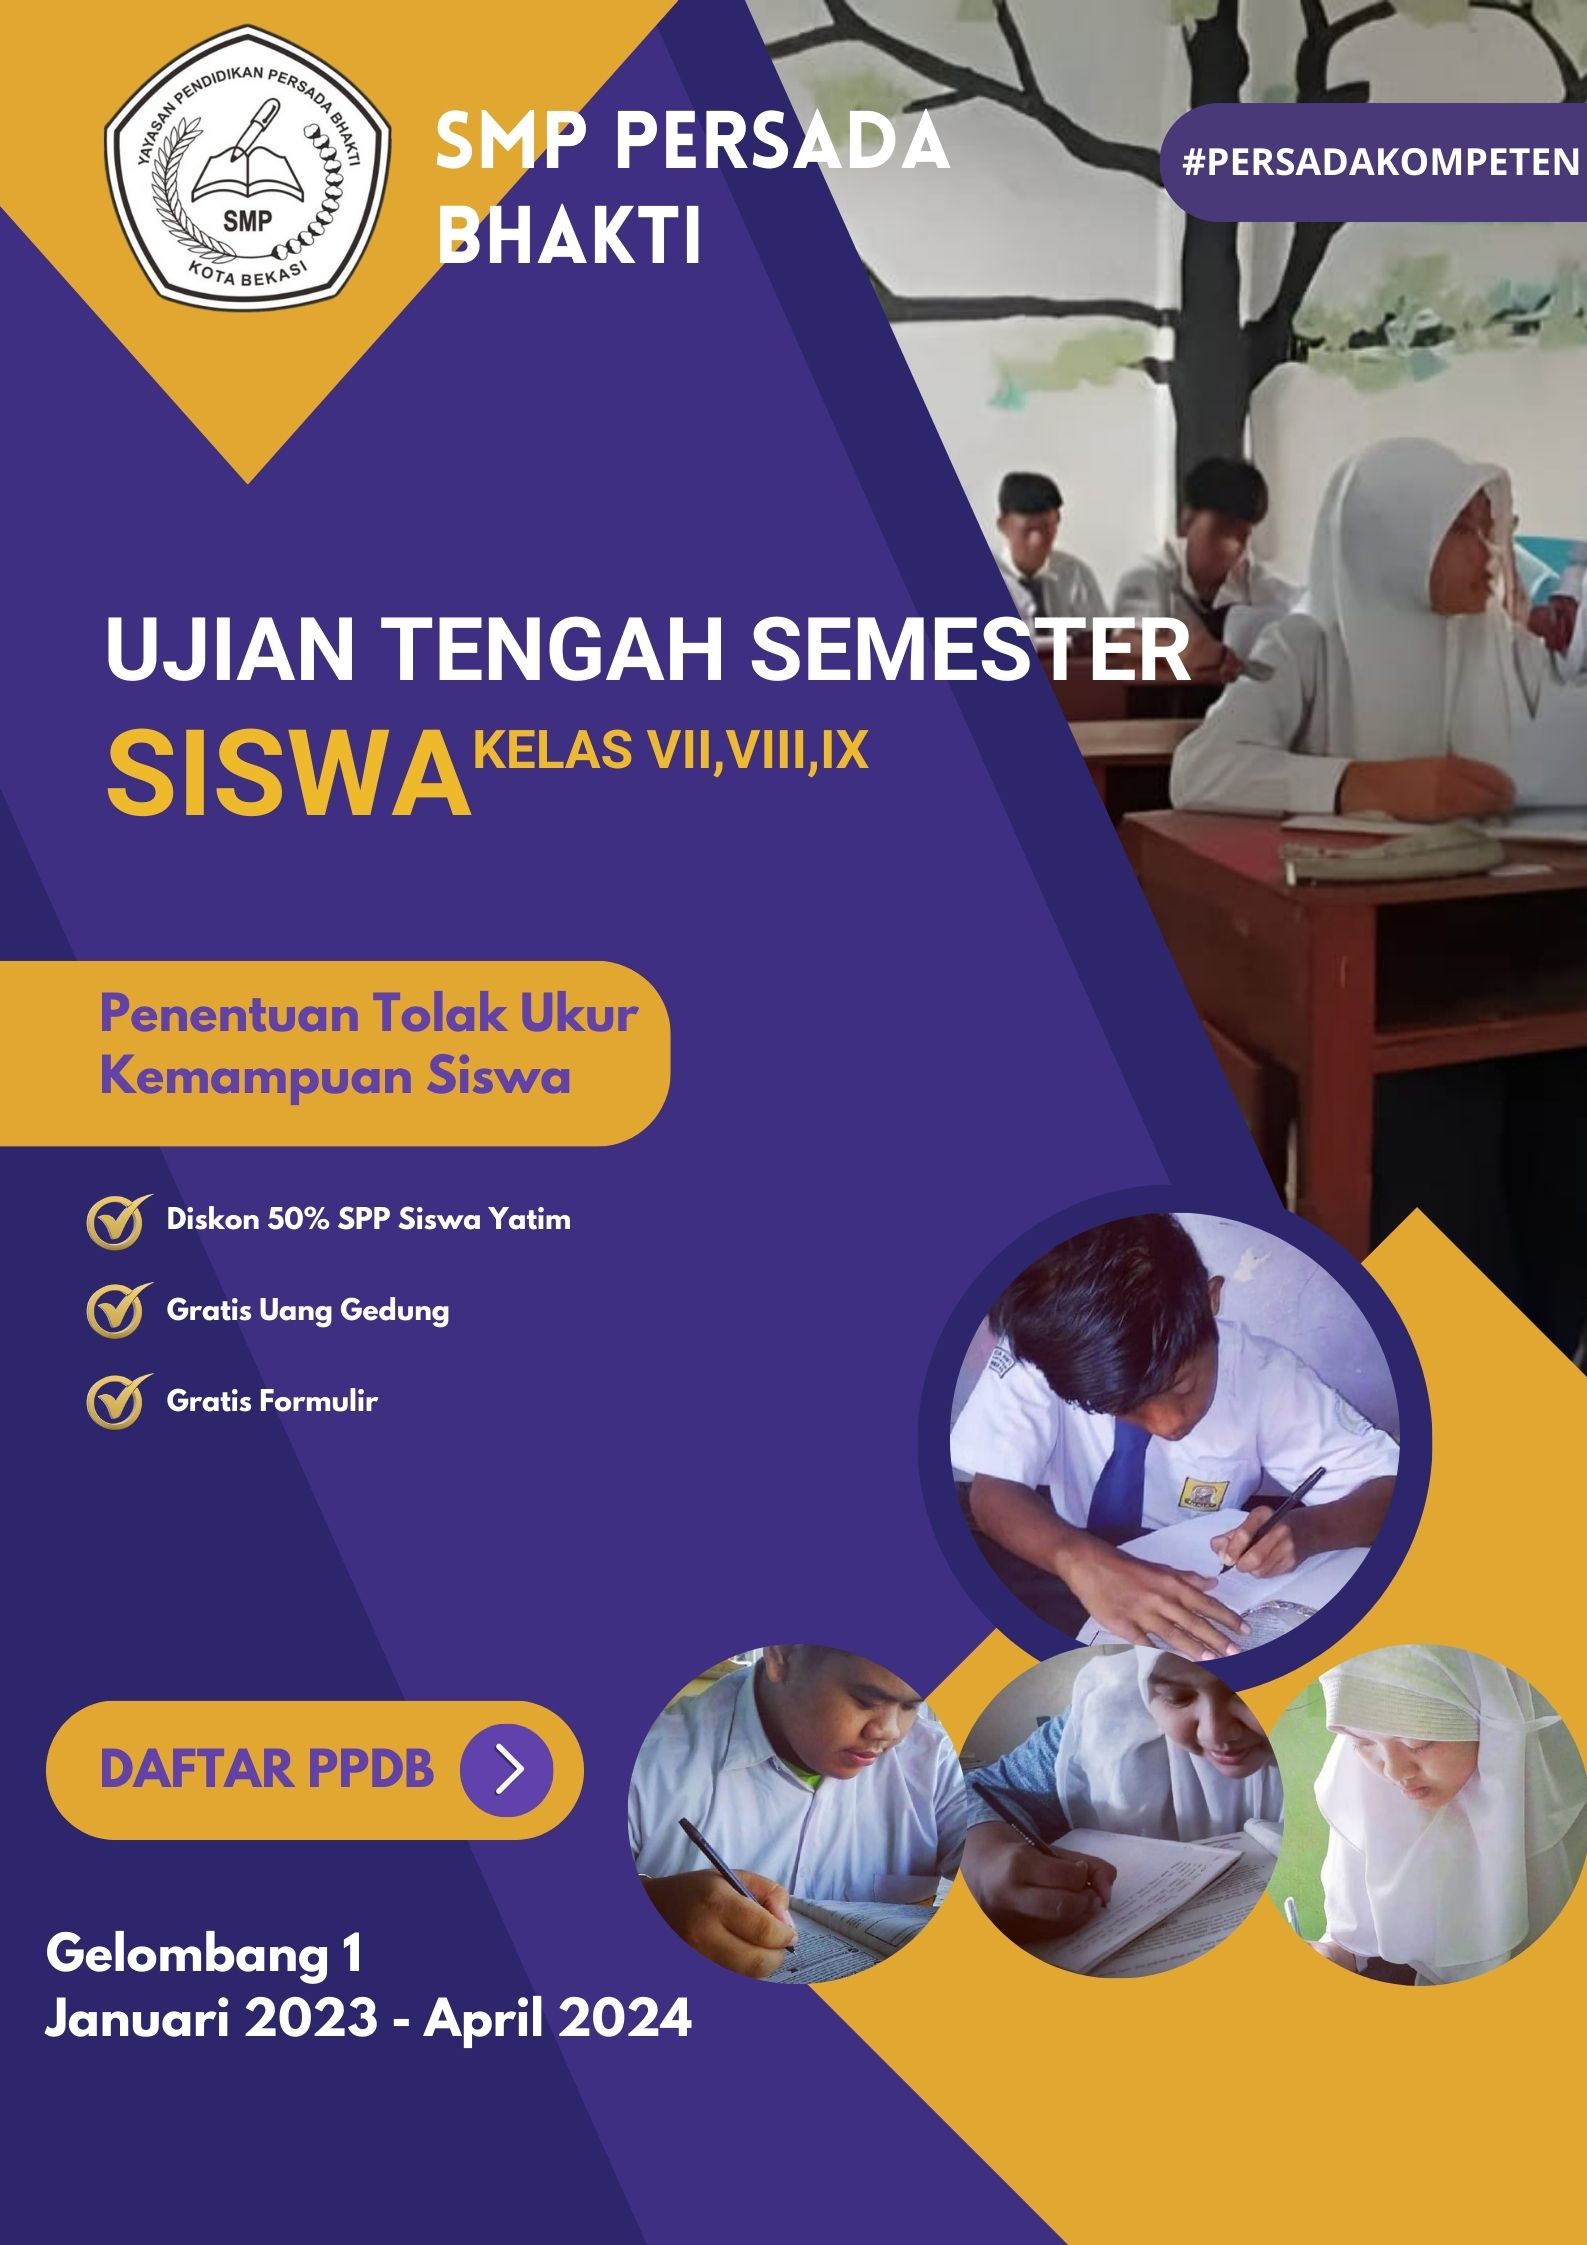 YAYASAN PENDIDIKAN PERSADA BHAKTI
SMP
KOTA BEKASI
SMP PERSADA
BHAKTI
#PERSADAKOMPETEN
UJIAN TENGAH SEMESTER
SISWA KELAS VII,VIII,IX
Penentuan Tolak Ukur
Kemampuan Siswa
Diskon 50% SPP Siswa Yatim
Gratis Uang Gedung
Gratis Formulir
DAFTAR PPDB
Gelombang 1
Januari 2023 - April 2024